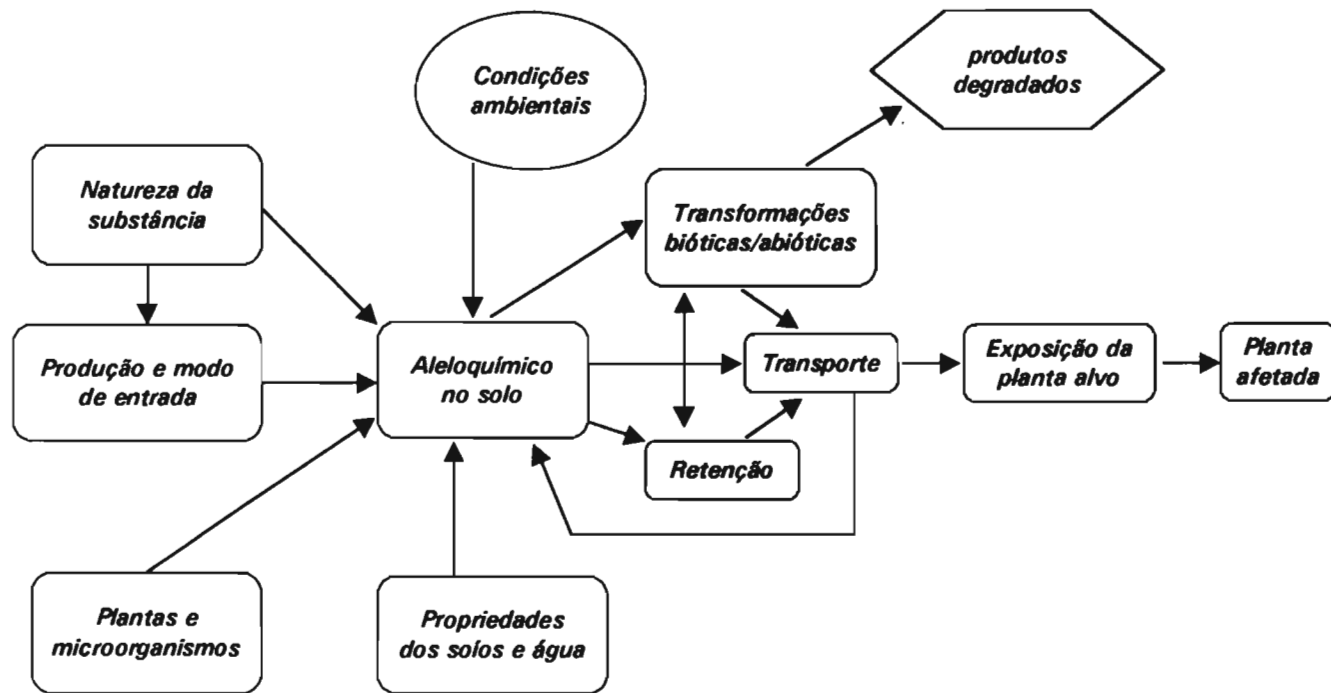 Condições
ambientais
produtos
degradados
Natureza da
substância
Transformações
bióticas/abióticas
Produção e modo
de entrada
Aleloquímico
no solo
Transporte
Exposição da
planta alvo
Planta
afetada
Retenção
Plantas e
microorganismos
Propriedades
dos solos e água